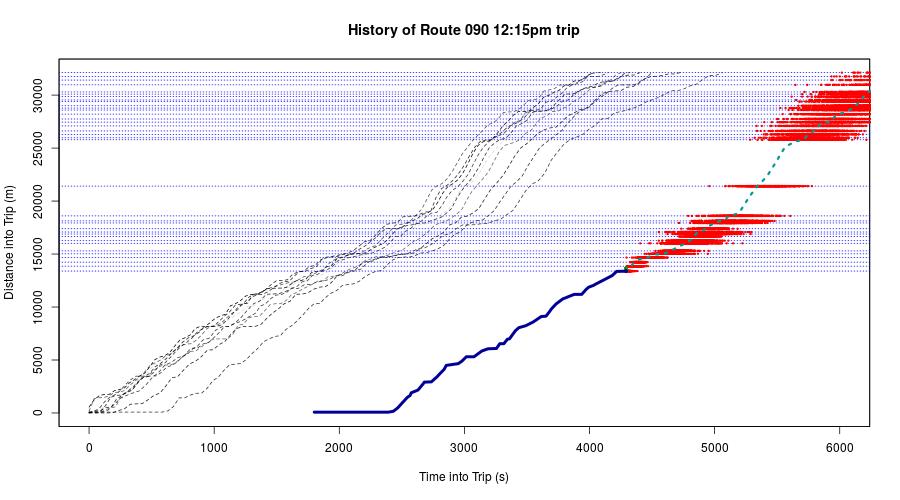 History of Route 090 12:15pm trip
Distance into Trip (m)
30000
25000
20000
15000
10000
5000
0
0 1000 2000 3000 4000 5000 6000
Time into Trip (s)